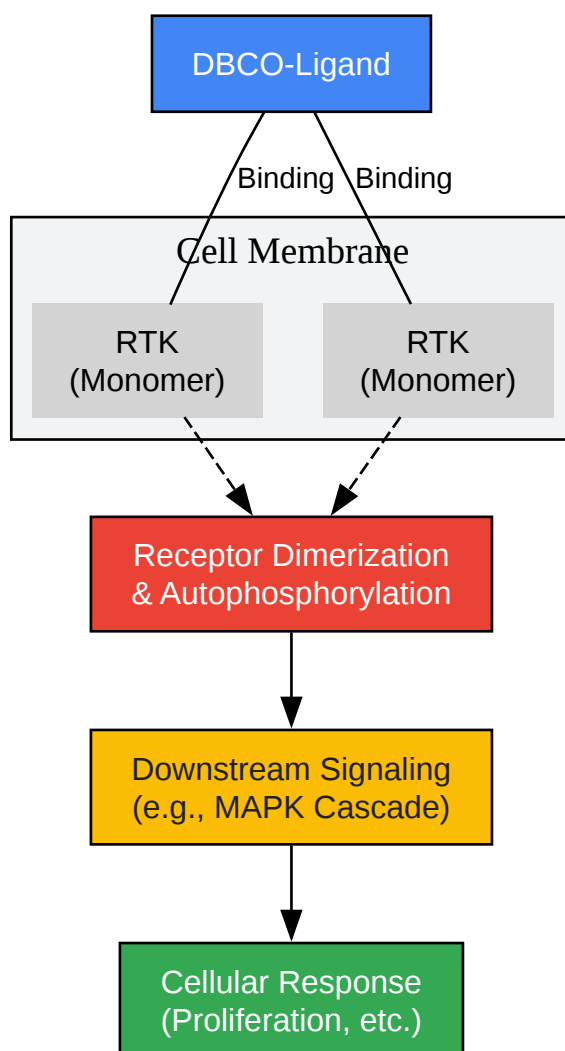 DBCO-Ligand
Binding Binding
Cell Membrane
RTK
(Monomer)
RTK
(Monomer)
Receptor Dimerization
& Autophosphorylation
Downstream Signaling
(e.g., MAPK Cascade)
Cellular Response
(Proliferation, etc.)